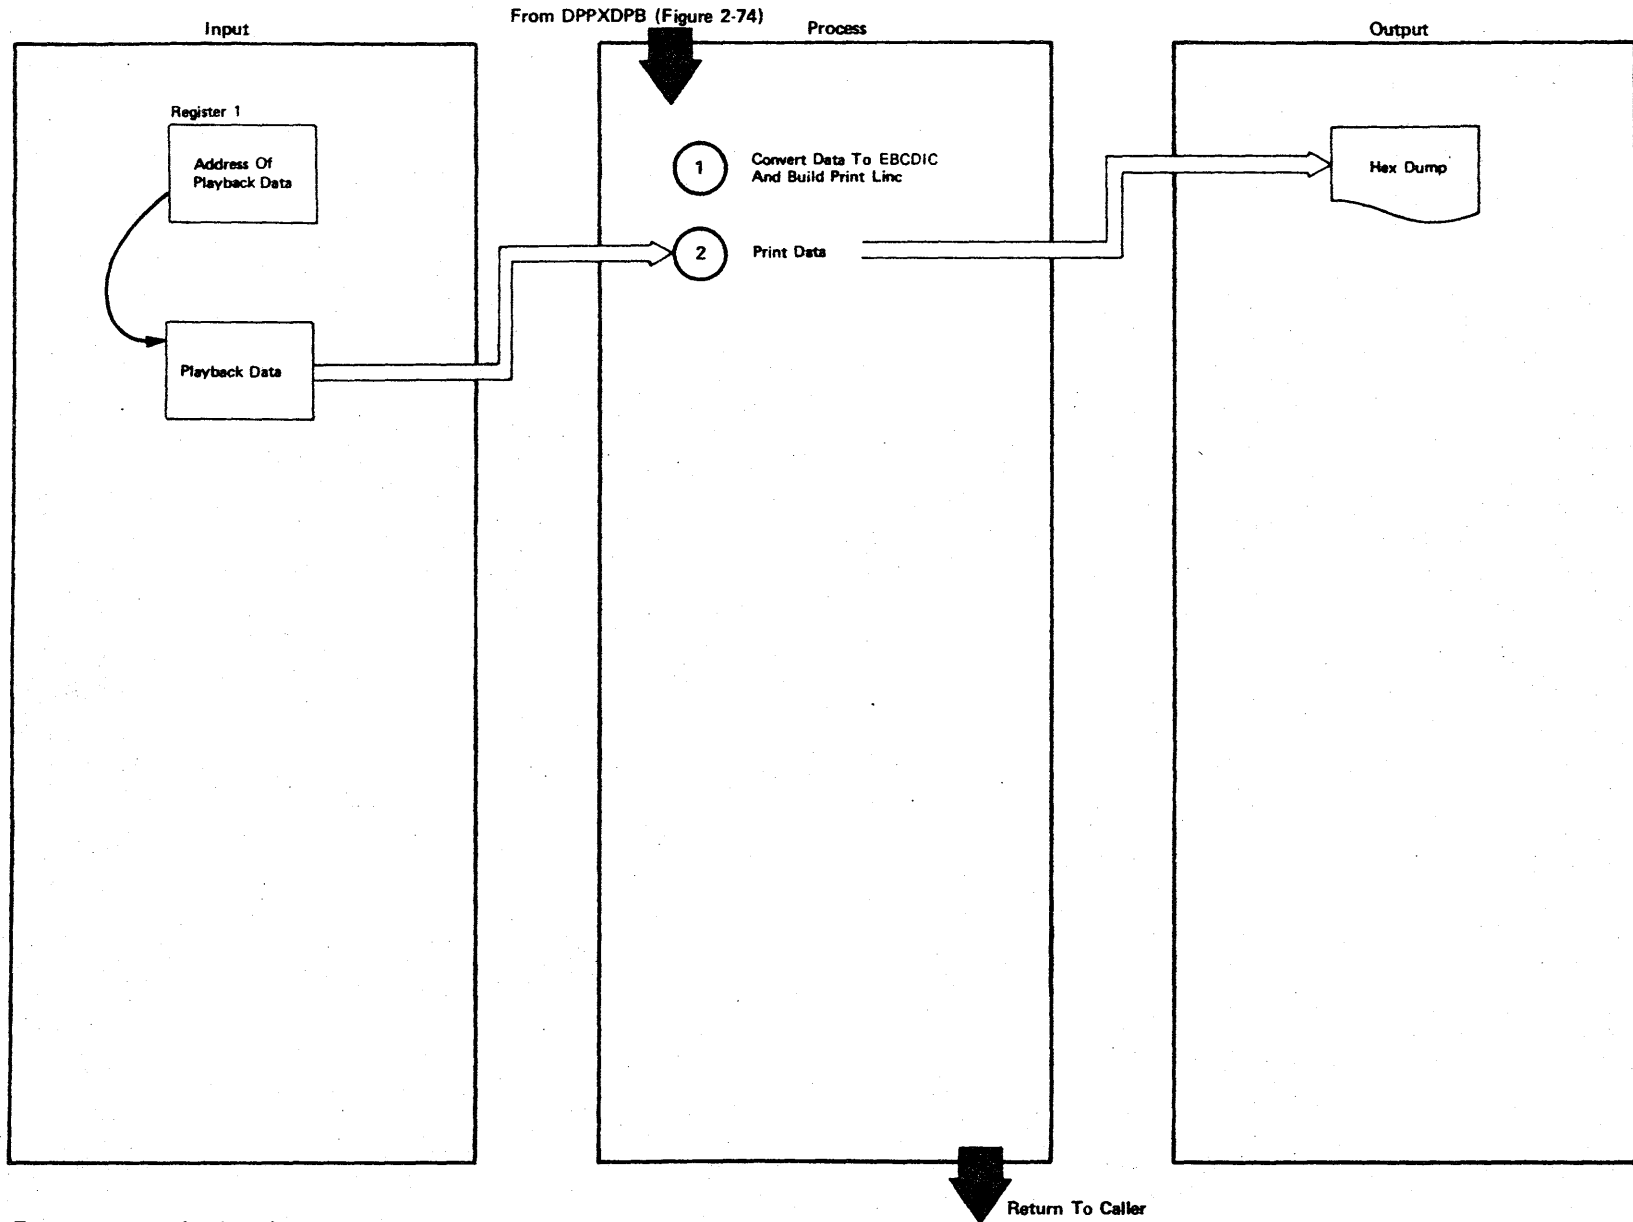 From DPPXDPB (Figure 2-74)
Input
Process
Output
Register 1
Address Of
Playback Data
Playback Data
1
Convert Data To EBCDIC
And Build Print Linc
2
Print Data
Hex Dump
Return To Caller